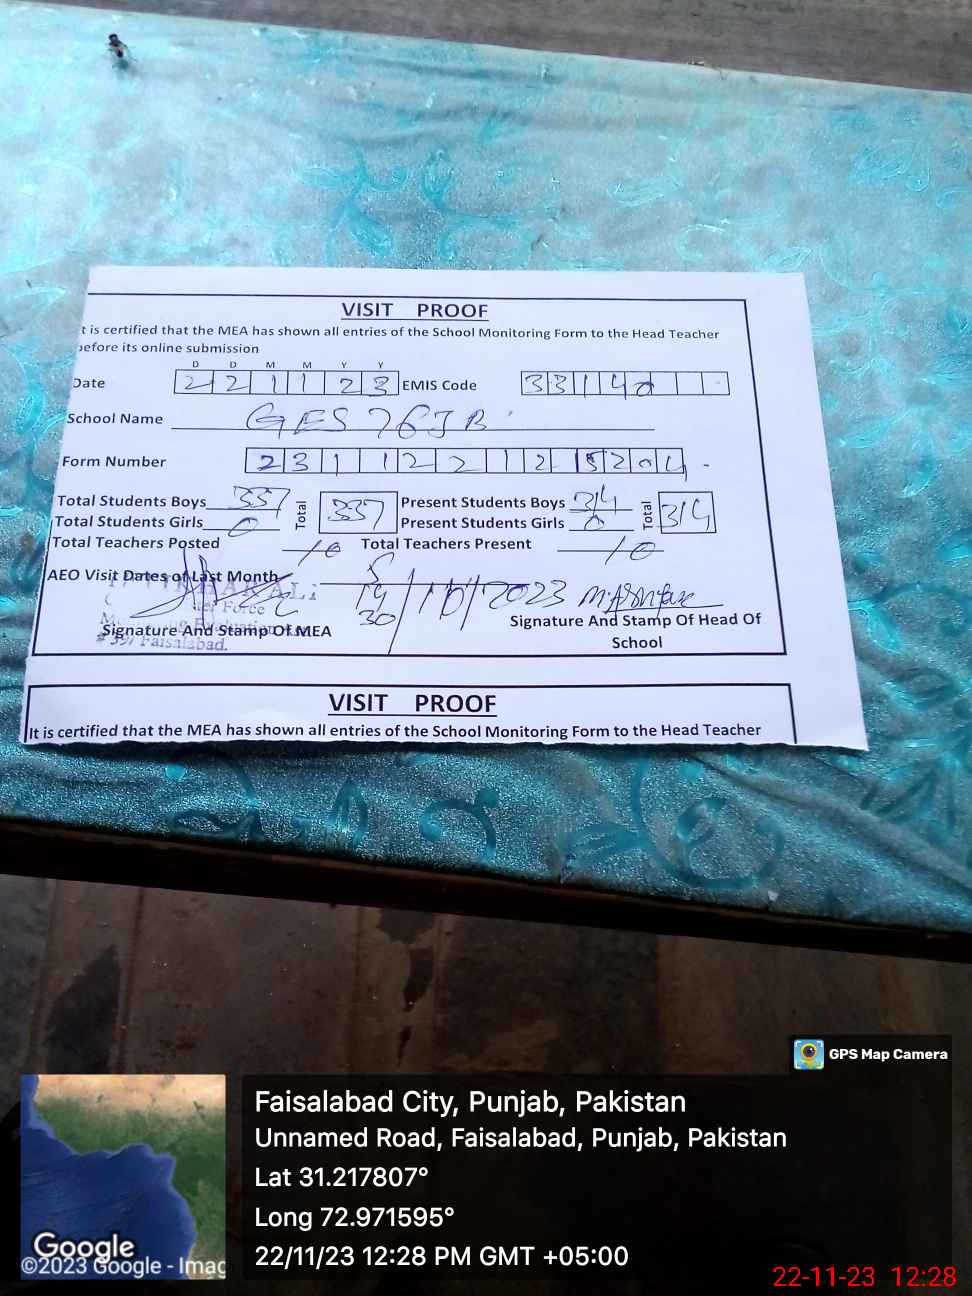 VISIT PROOF
t is certified that the MEA has shown all entries of the School Monitoring Form to the Head Teacher
before its online submission
D D M M Y Y
Date 2 2 1 1 2 3 EMIS Code 3 3 1 1 4 0
School Name GES 76 JB
Form Number 2 3 1 1 2 2 1 2 15 2 0 4
Total Students Boys 337 Total 337 Present Students Boys 314 Total 314
Total Students Girls 0 Present Students Girls 0
Total Teachers Posted 10 Total Teachers Present 10
AEO Visit Dates of Last Month 5
19 /10/2023
30
Force
Signature And Stamp Of MEA
Signature And Stamp Of Head Of
School
Faisalabad.
VISIT PROOF
It is certified that the MEA has shown all entries of the School Monitoring Form to the Head Teacher
GPS Map Camera
Faisalabad City, Punjab, Pakistan
Unnamed Road, Faisalabad, Punjab, Pakistan
Lat 31.217807°
Long 72.971595°
22/11/23 12:28 PM GMT +05:00
Google
©2023 Google - Imag
22-11-23 12:28